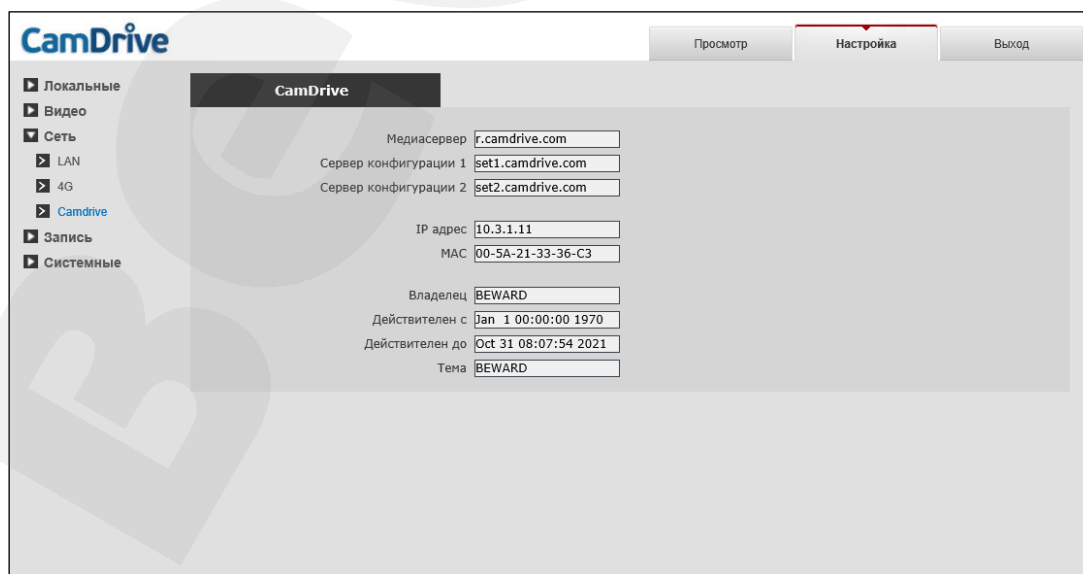 CamDrive
Просмотр
Настройка
Выход
Локальные
Видео
Сеть
LAN
4G
Camdrive
Запись
Системные
CamDrive
Медиасервер r.camdrive.com
Сервер конфигурации 1 set1.camdrive.com
Сервер конфигурации 2 set2.camdrive.com
IP адрес 10.3.1.11
MAC 00-5A-21-33-36-C3
Владелец BEWARD
Действителен с Jan 1 00:00:00 1970
Действителен до Oct 31 08:07:54 2021
Тема BEWARD